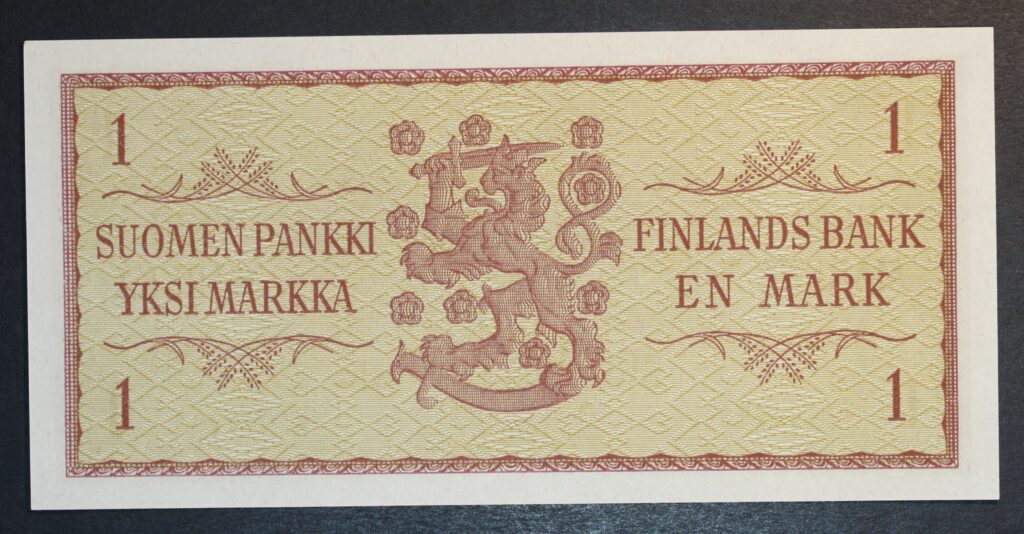 1
1
SUOMEN PANKKI
YKSI MARKKA
FINLANDS BANK
EN MARK
1
1